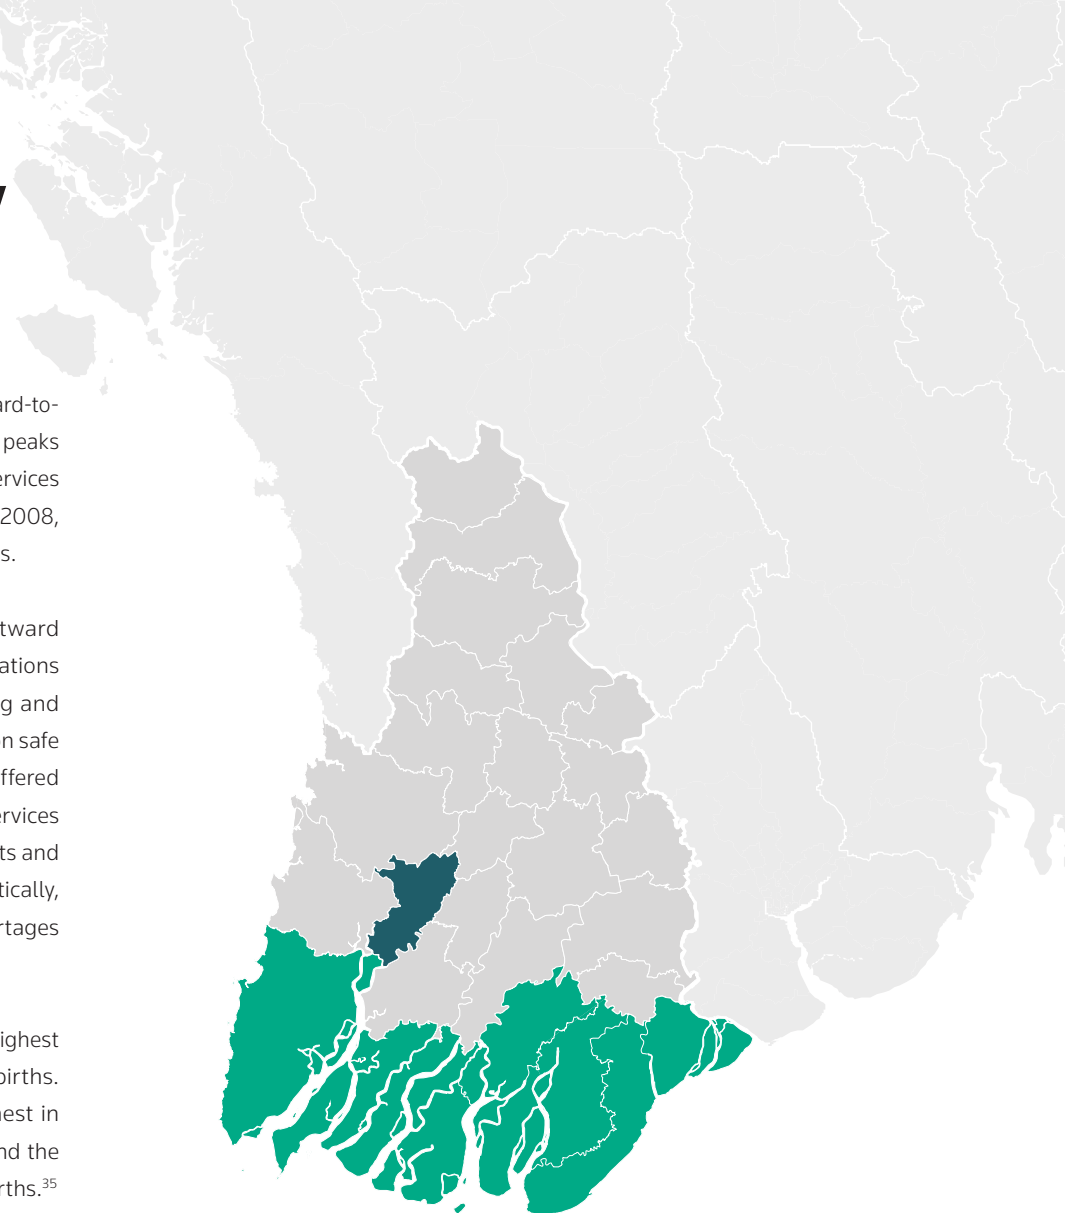 ard-to-
peaks
ervices
2008,
s.
tward
ations
g and
n safe
ffered
ervices
ts and
tically,
rtages
ighest
births.
nest in
nd the
rths.35